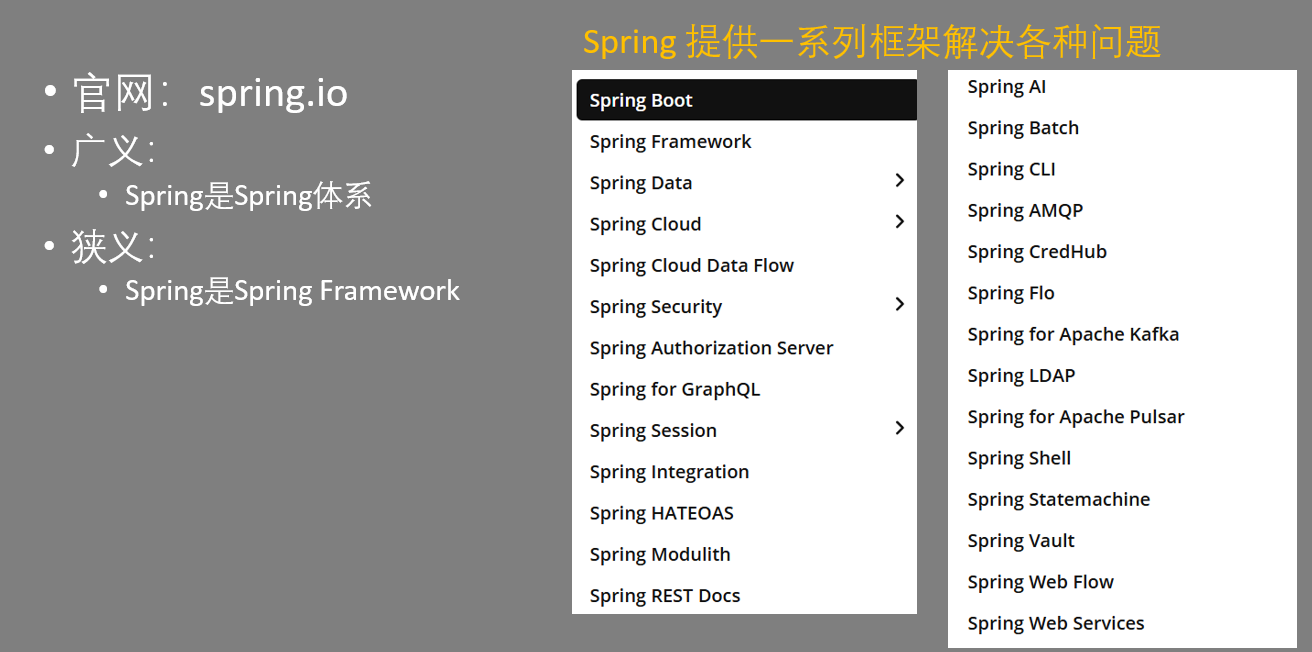 Spring 提供一系列框架解决各种问题
• 官网： spring.io
• 广义：
• Spring是Spring体系
• 狭义：
• Spring是Spring Framework
Spring Boot
Spring Framework
Spring Data
Spring Cloud
Spring Cloud Data Flow
Spring Security
Spring Authorization Server
Spring for GraphQL
Spring Session
Spring Integration
Spring HATEOAS
Spring Modulith
Spring REST Docs
Spring AI
Spring Batch
Spring CLI
Spring AMQP
Spring CredHub
Spring Flo
Spring for Apache Kafka
Spring LDAP
Spring for Apache Pulsar
Spring Shell
Spring Statemachine
Spring Vault
Spring Web Flow
Spring Web Services